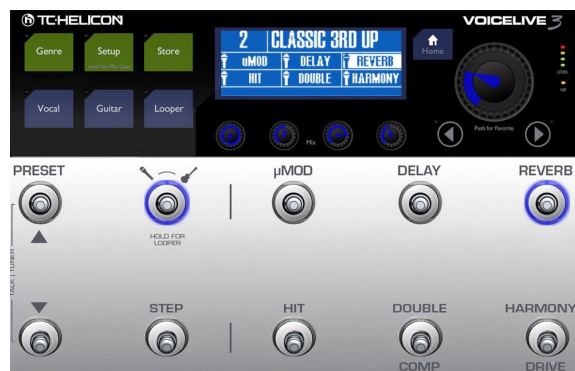 TC·HELICON
VOICELIVE 3
Genre
Setup
Hold for Mic Gain
Store
2 CLASSIC 3RD UP
µMOD DELAY REVERB
HIT DOUBLE HARMONY
Home
LEVEL
INP
Vocal
Guitar
Looper
Mix
Push for Favorite
PRESET
µMOD
DELAY
REVERB
HOLD FOR
LOOPER
TALK | TUNER
STEP
HIT
DOUBLE
HARMONY
COMP
DRIVE